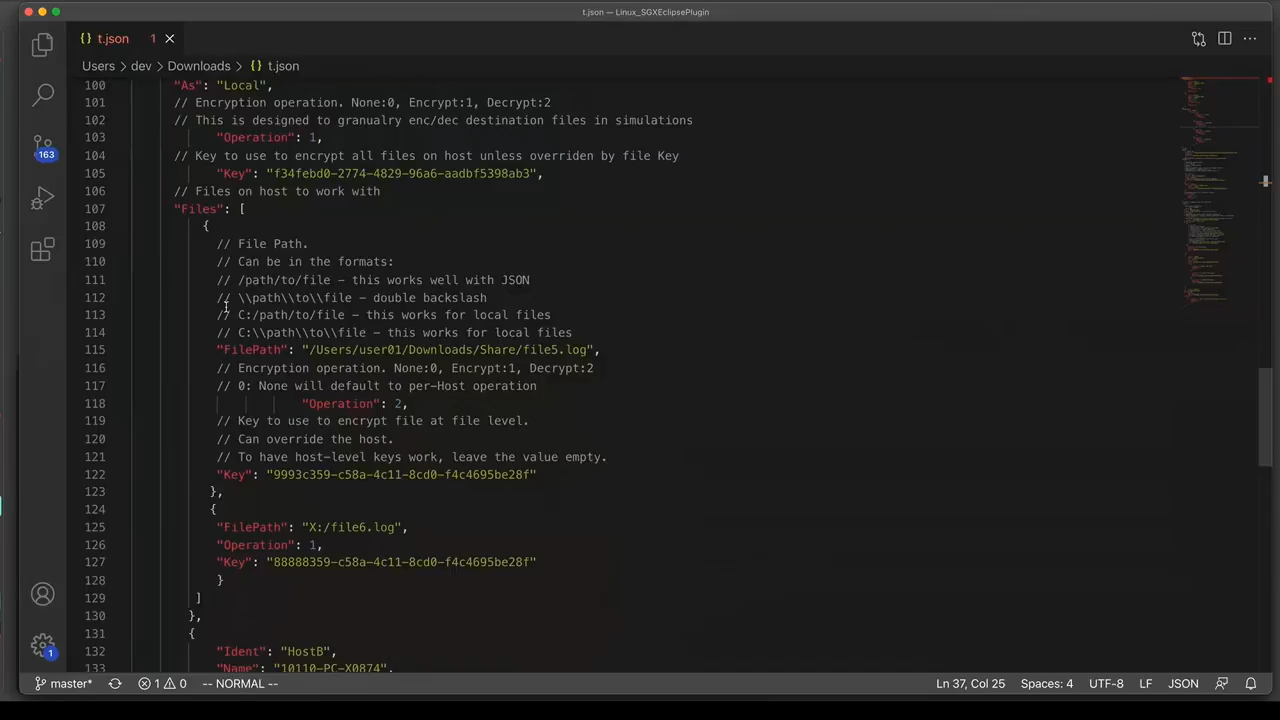 t.json — Linux_SGXEclipsePlugin
{} t.json 1
Users > dev > Downloads > {} t.json
100 "As": "Local",
101 // Encryption operation. None:0, Encrypt:1, Decrypt:2
102 // This is designed to granualry enc/dec destination files in simulations
103 "Operation": 1,
104 // Key to use to encrypt all files on host unless overriden by file Key
105 "Key": "f34febd0-2774-4829-96a6-aadbf5398ab3",
106 // Files on host to work with
107 "Files": [
108 {
109 // File Path.
110 // Can be in the formats:
111 // /path/to/file – this works well with JSON
112 // \\path\\to\\file – double backslash
113 // C:/path/to/file – this works for local files
114 // C:\\path\\to\\file – this works for local files
115 "FilePath": "/Users/user01/Downloads/Share/file5.log",
116 // Encryption operation. None:0, Encrypt:1, Decrypt:2
117 // 0: None will default to per-Host operation
118 "Operation": 2,
119 // Key to use to encrypt file at file level.
120 // Can override the host.
121 // To have host-level keys work, leave the value empty.
122 "Key": "9993c359-c58a-4c11-8cd0-f4c4695be28f"
123 },
124 {
125 "FilePath": "X:/file6.log",
126 "Operation": 1,
127 "Key": "88888359-c58a-4c11-8cd0-f4c4695be28f"
128 }
129 ]
130 },
131 {
132 "Ident": "HostB",
133 "Name": "10110-PC-X0874",
163
1
master* 1 0 -- NORMAL -- Ln 37, Col 25 Spaces: 4 UTF-8 LF JSON